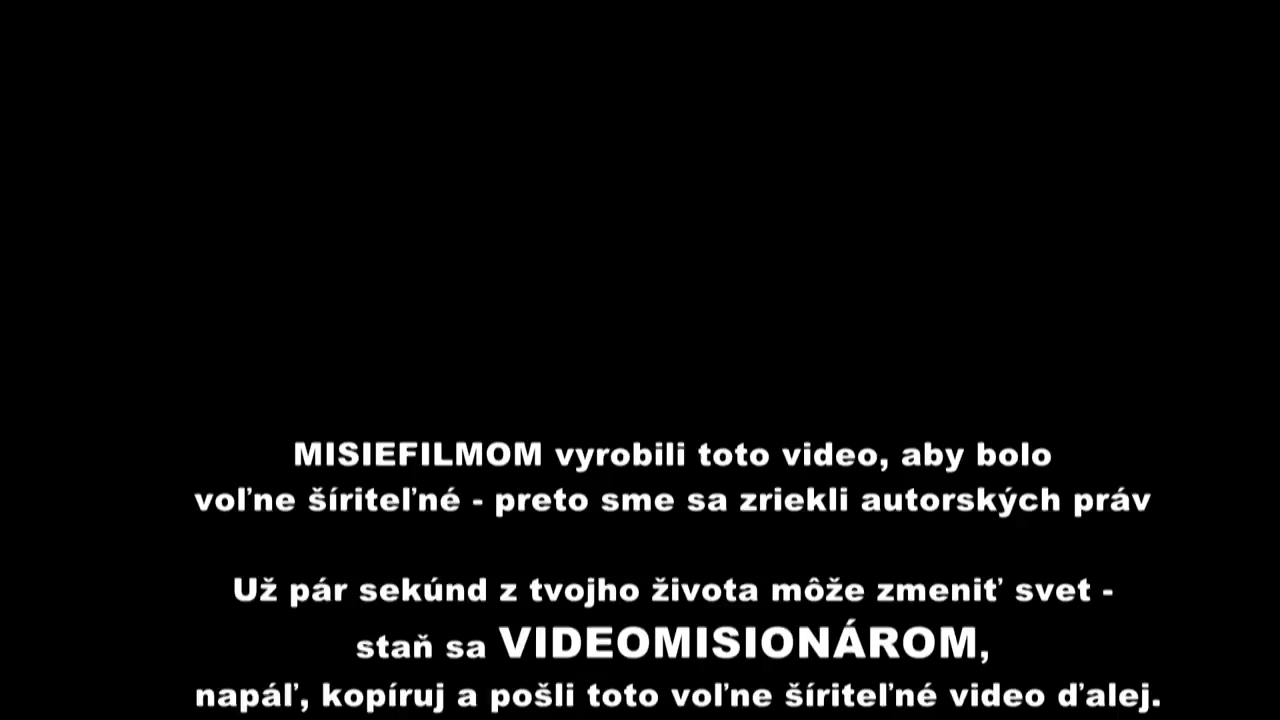 MISIEFILMOM vyrobili toto video, aby bolo
voľne šíriteľné - preto sme sa zriekli autorských práv
Už pár sekúnd z tvojho života môže zmeniť svet -
staň sa VIDEOMISIONÁROM,
napáľ, kopíruj a pošli toto voľne šíriteľné video ďalej.